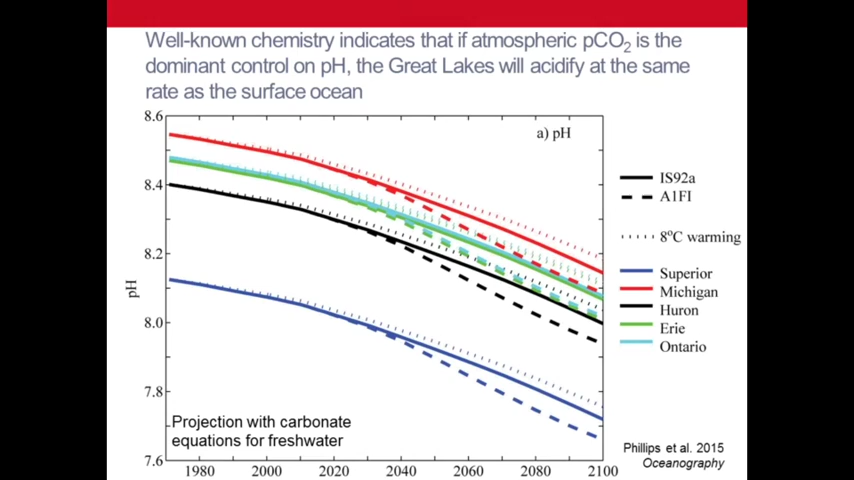 Well-known chemistry indicates that if atmospheric pCO₂ is the
dominant control on pH, the Great Lakes will acidify at the same
rate as the surface ocean
8.6
8.4
8.2
8.0
7.8
7.6
pH
a) pH
1980
2000
2020
2040
2060
2080
2100
IS92a
A1FI
8°C warming
Superior
Michigan
Huron
Erie
Ontario
Projection with carbonate
equations for freshwater
Phillips et al. 2015
Oceanography